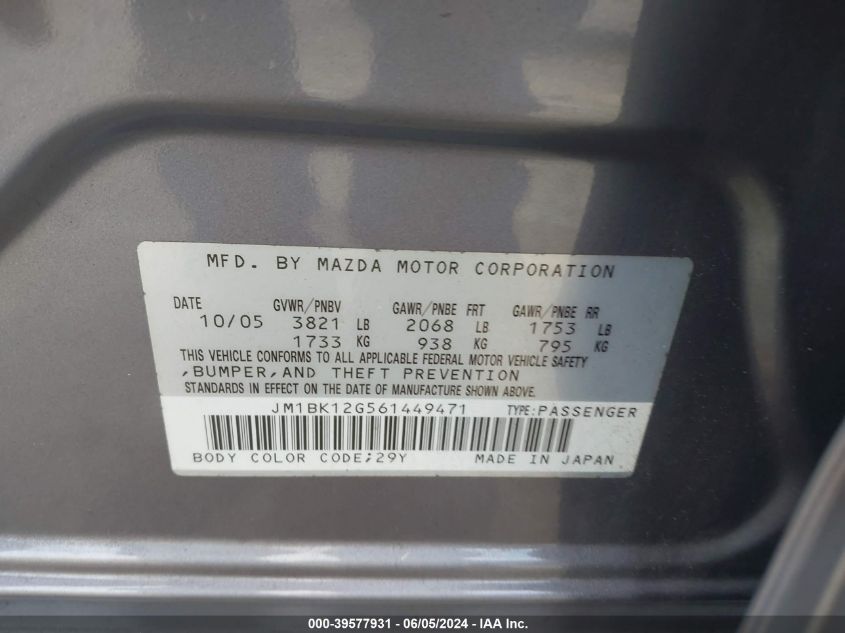 MFD. BY MAZDA MOTOR CORPORATION
DATE GVWR/PNBV GAWR/PNBE FRT GAWR/PNBE RR
10/05 3821 LB 2068 LB 1753 LB
1733 KG 938 KG 795 KG
THIS VEHICLE CONFORMS TO ALL APPLICABLE FEDERAL MOTOR VEHICLE SAFETY
,BUMPER,AND THEFT PREVENTION
STANDARDS IN EFFECT ON THE DATE OF MANUFACTURE SHOWN ABOVE.
JM1BK12G561449471 TYPE:PASSENGER
BODY COLOR CODE;29Y MADE IN JAPAN
000-39577931 - 06/05/2024 - IAA Inc.